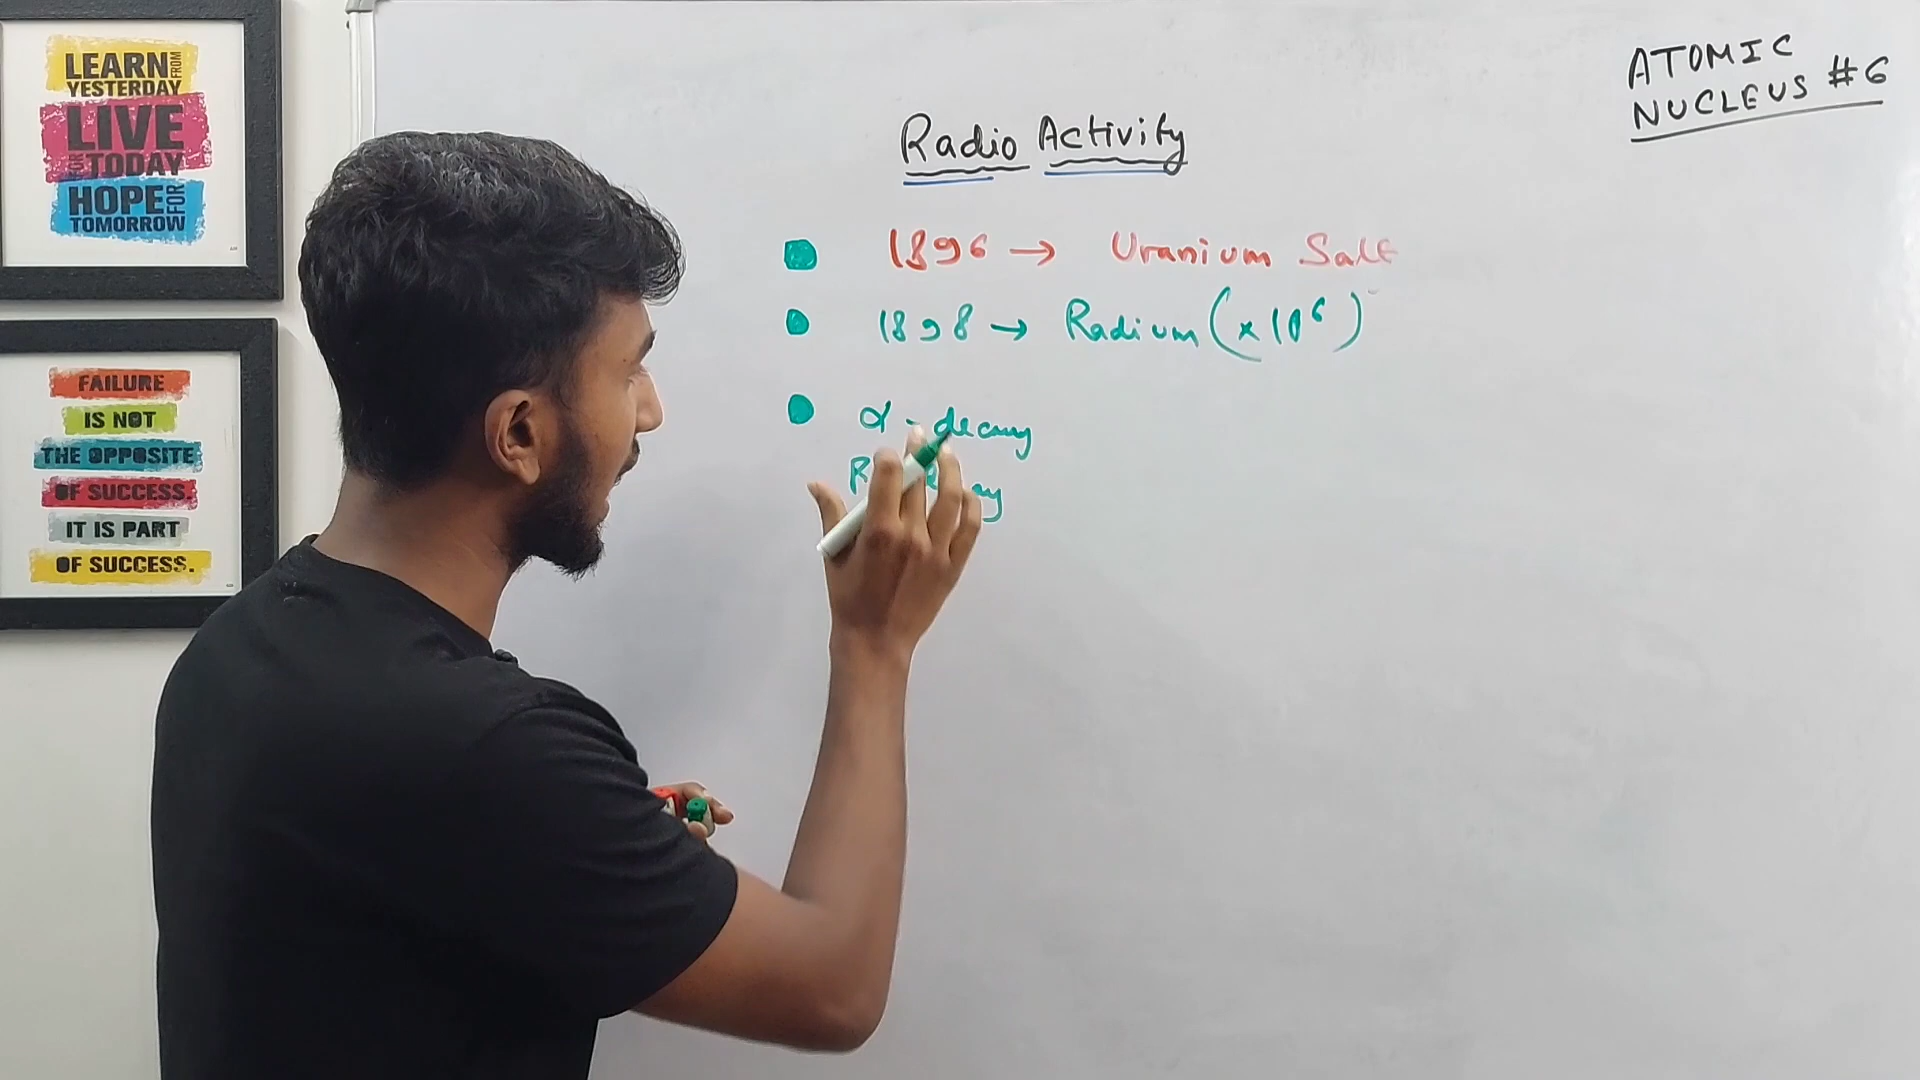 LEARN FROM
YESTERDAY
LIVE
FOR TODAY
HOPE FOR
TOMORROW
FAILURE
IS NOT
THE OPPOSITE
OF SUCCESS.
IT IS PART
OF SUCCESS.
ATOMIC
NUCLEUS #6
Radio Activity
1896 → Uranium Salt
1898 → Radium (×10⁶)
α - decay